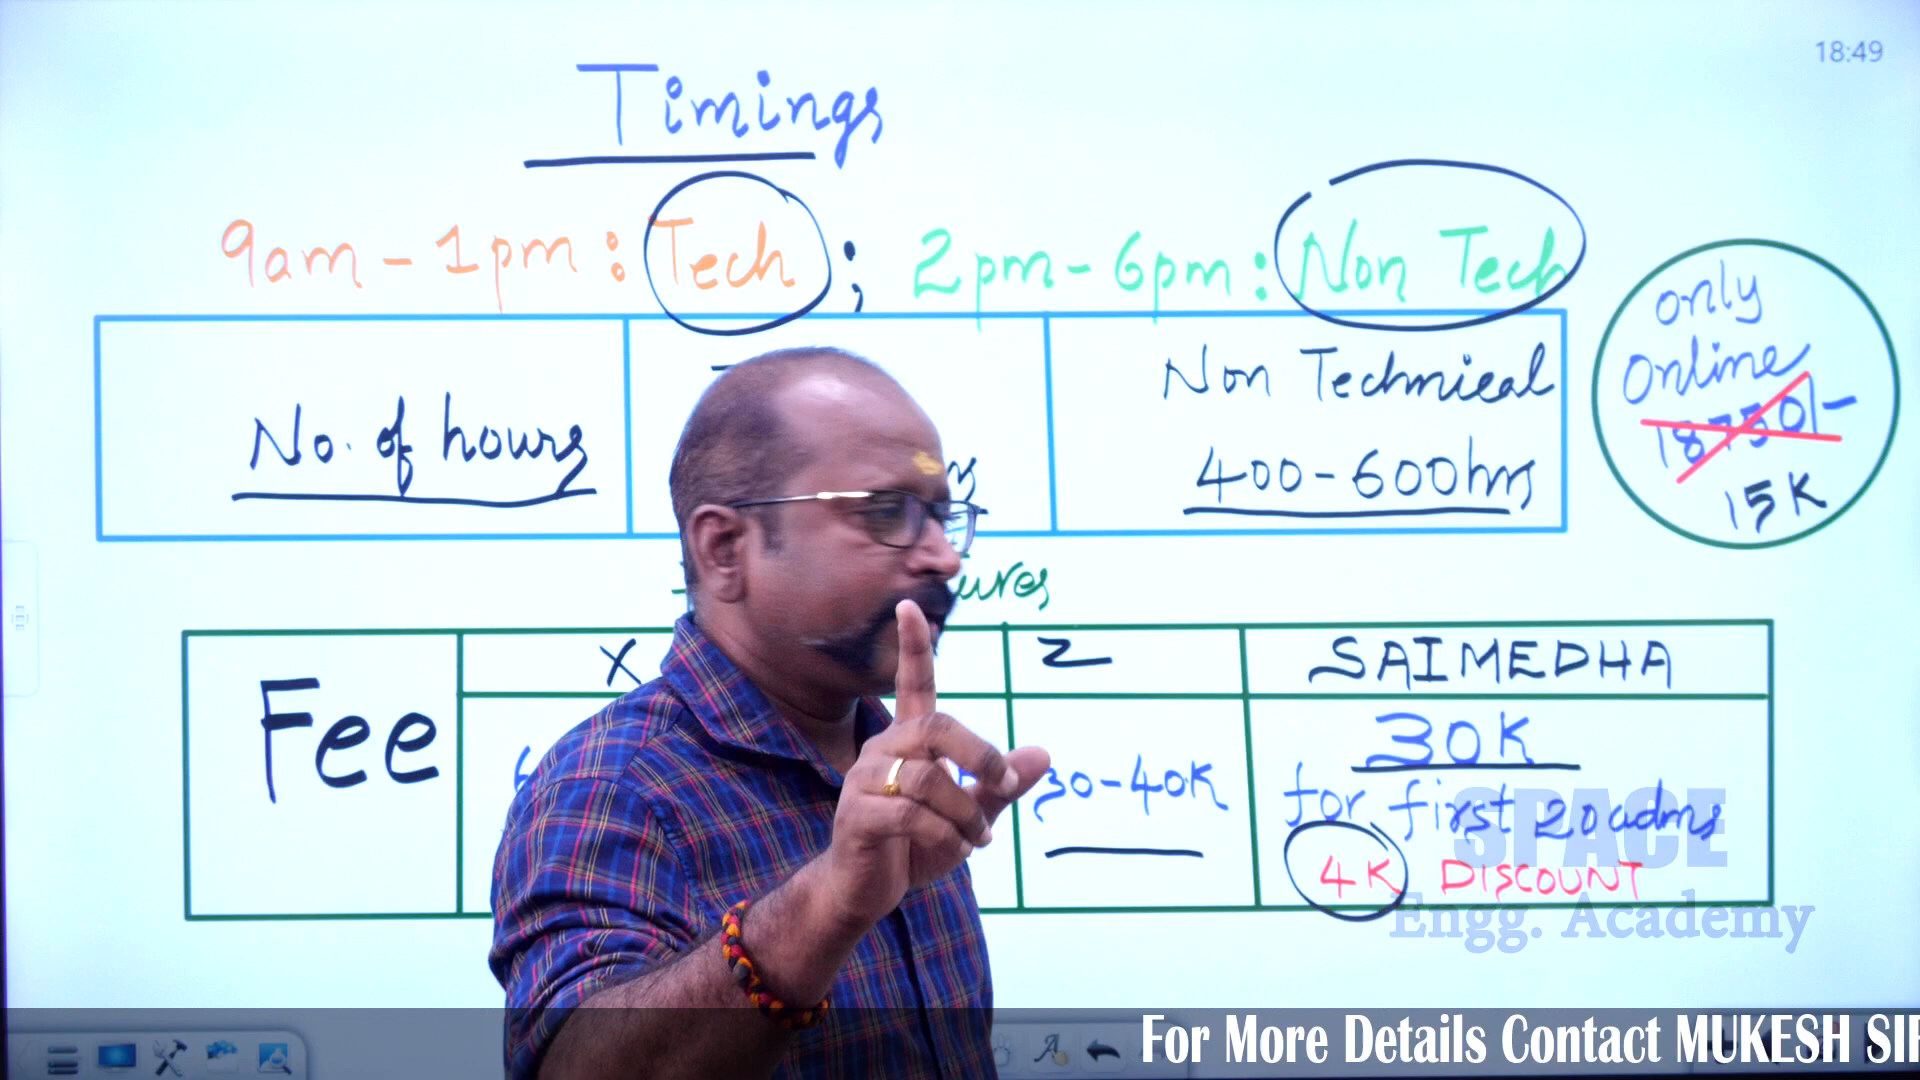 18:49
Timings
9am - 1pm : Tech ; 2pm - 6pm : Non Tech
only
Online
18750/-
15K
No. of hours
Non Technical
400-600hrs
Fee
X
Z
SAIMEDHA
30-40K
30K
for first 20 adms
4K DISCOUNT
SPACE
Engg. Academy
For More Details Contact MUKESH